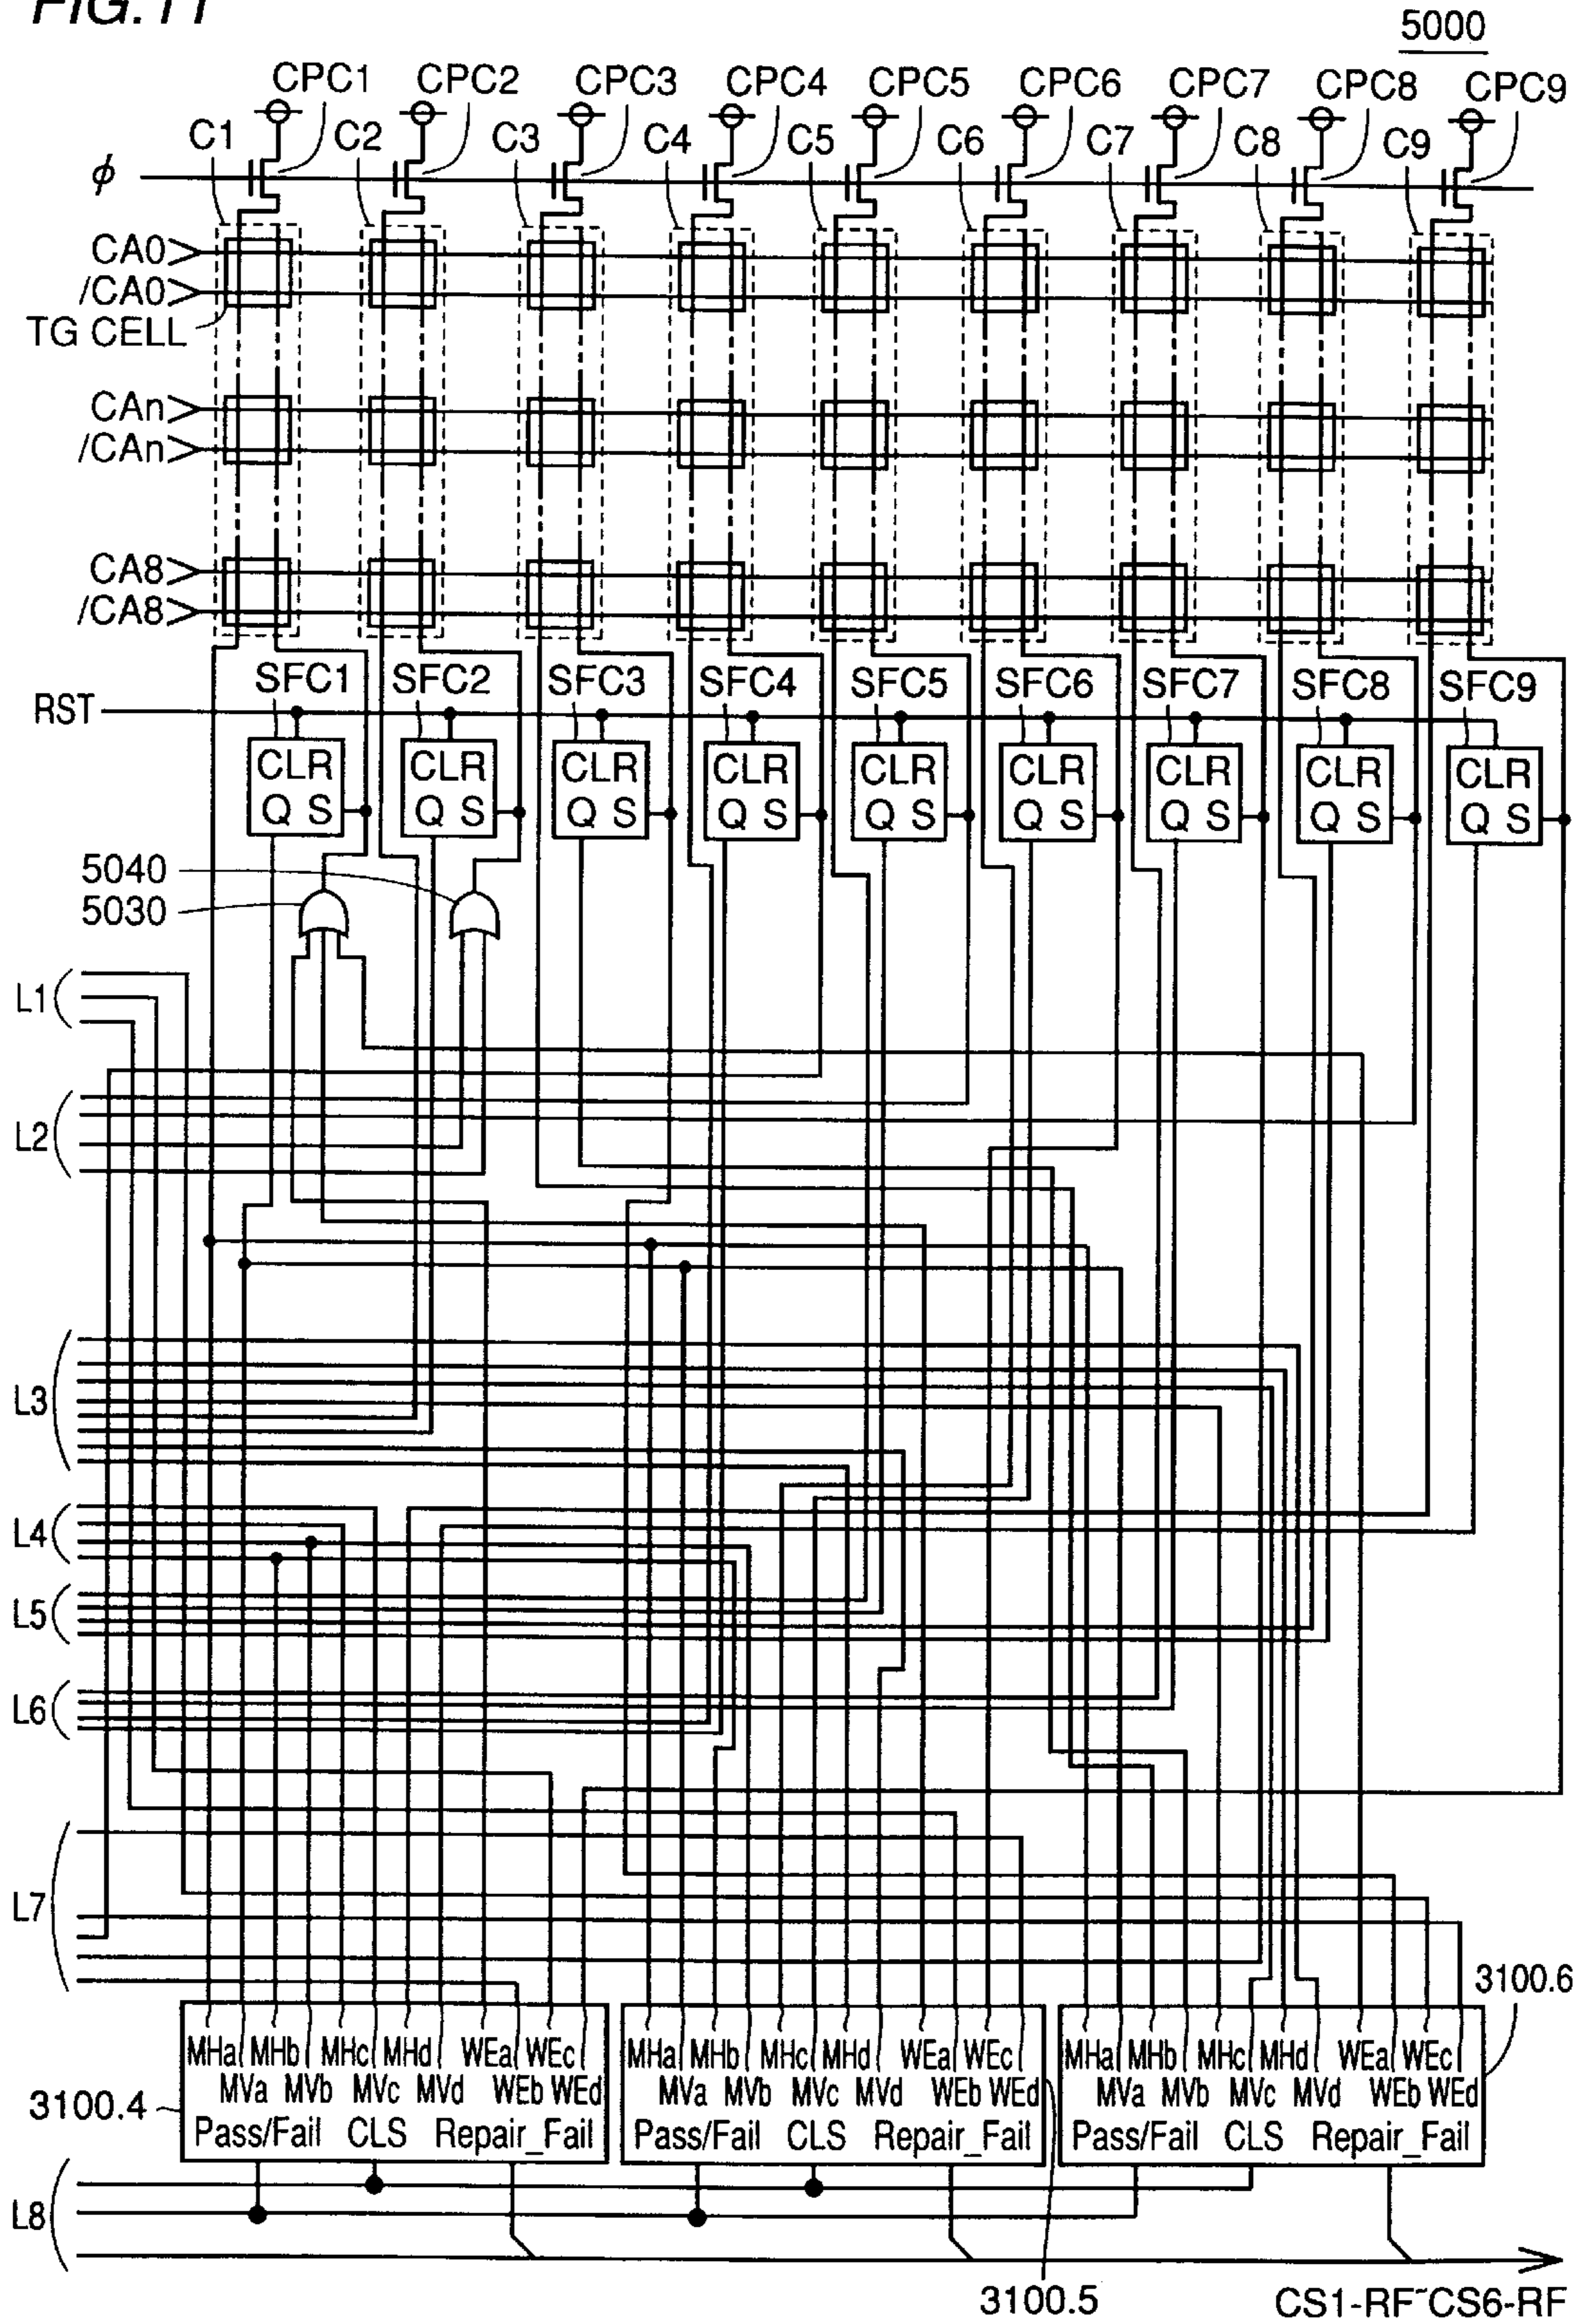 FIG.11
5000
CPC1 CPC2 CPC3 CPC4 CPC5 CPC6 CPC7 CPC8 CPC9
C1 C2 C3 C4 C5 C6 C7 C8 C9
ϕ
CA0
/CA0
TG CELL
CAn
/CAn
CA8
/CA8
SFC1 SFC2 SFC3 SFC4 SFC5 SFC6 SFC7 SFC8 SFC9
RST
CLR CLR CLR CLR CLR CLR CLR CLR CLR
Q S Q S Q S Q S Q S Q S Q S Q S Q S
5040
5030
L1
L2
L3
L4
L5
L6
L7
3100.6
MHa MHb MHc MHd WEa WEc MHa MHb MHc MHd WEa WEc MHa MHb MHc MHd WEa WEc
MVa MVb MVc MVd WEb WEd MVa MVb MVc MVd WEb WEd MVa MVb MVc MVd WEb WEd
3100.4
Pass/Fail CLS Repair_Fail Pass/Fail CLS Repair_Fail Pass/Fail CLS Repair_Fail
L8
3100.5
CS1-RF~CS6-RF